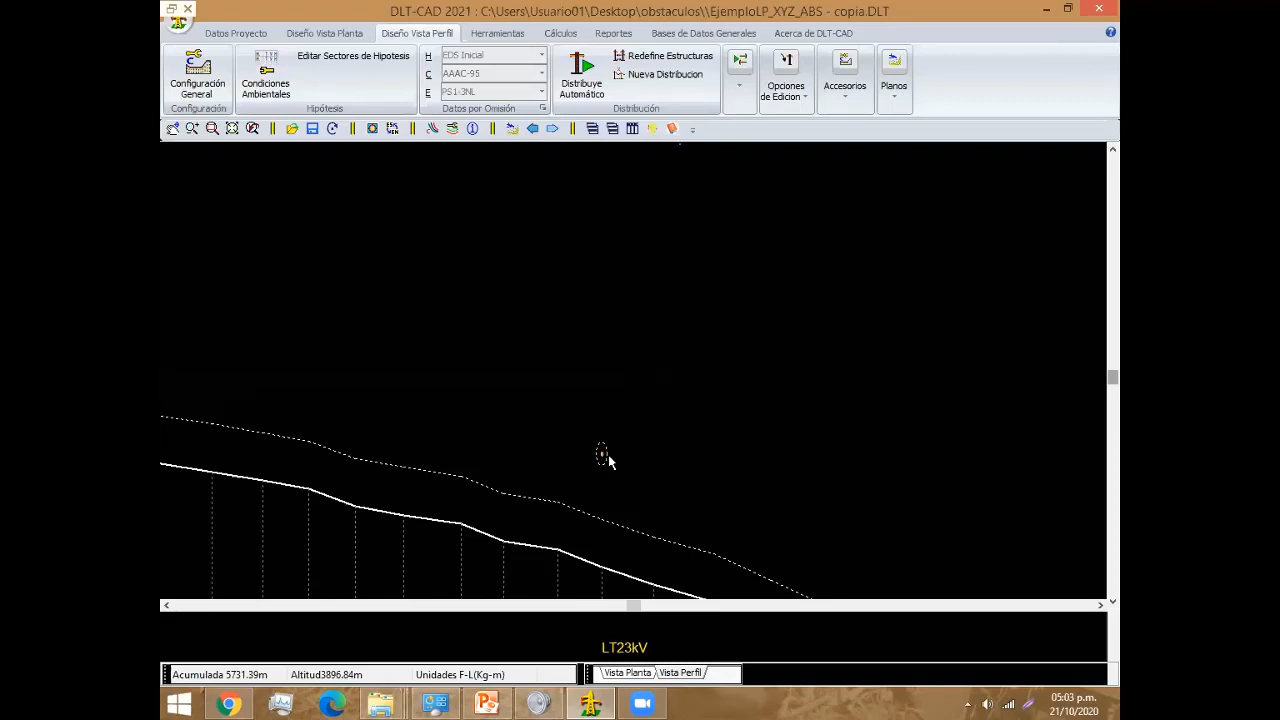 DLT-CAD 2021 : C:\Users\Usuario01\Desktop\obstaculos\\EjemploLP_XYZ_ABS - copia.DLT
Datos Proyecto Diseño Vista Planta Diseño Vista Perfil Herramientas Cálculos Reportes Bases de Datos Generales Acerca de DLT-CAD
Configuración General
Configuración
Condiciones Ambientales
Editar Sectores de Hipotesis
Hipótesis
H EDS Inicial
C AAAC-95
E PS1-3NL
Datos por Omisión
Distribuye Automático
Redefine Estructuras
Nueva Distribucion
Distribución
Opciones de Edicion
Accesorios
Planos
LT23kV
Acumulada 5731.39m Altitud3896.84m Unidades F-L(Kg-m) Vista Planta Vista Perfil
05:03 p.m.
21/10/2020